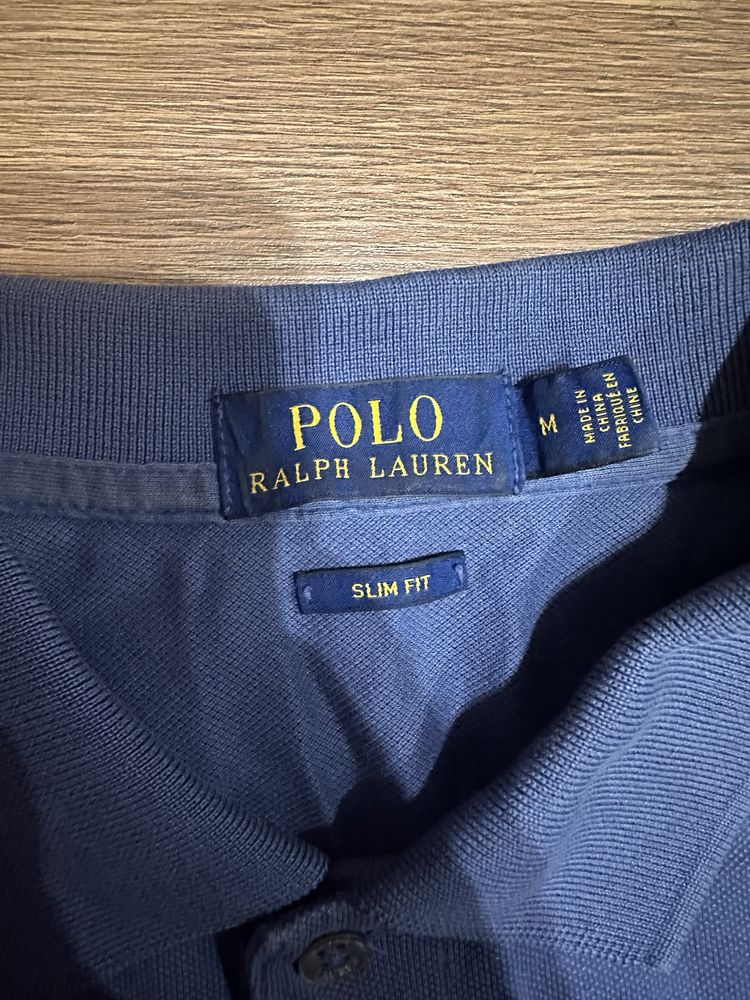 POLO
RALPH LAUREN
M
MADE IN
CHINA
FABRIQUÉ EN
CHINE
SLIM FIT